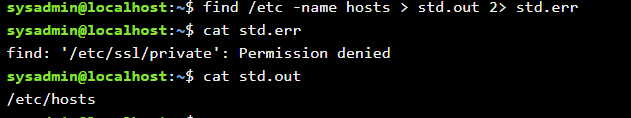 sysadmin@localhost:~$ find /etc -name hosts > std.out 2> std.err
sysadmin@localhost:~$ cat std.err
find: '/etc/ssl/private': Permission denied
sysadmin@localhost:~$ cat std.out
/etc/hosts